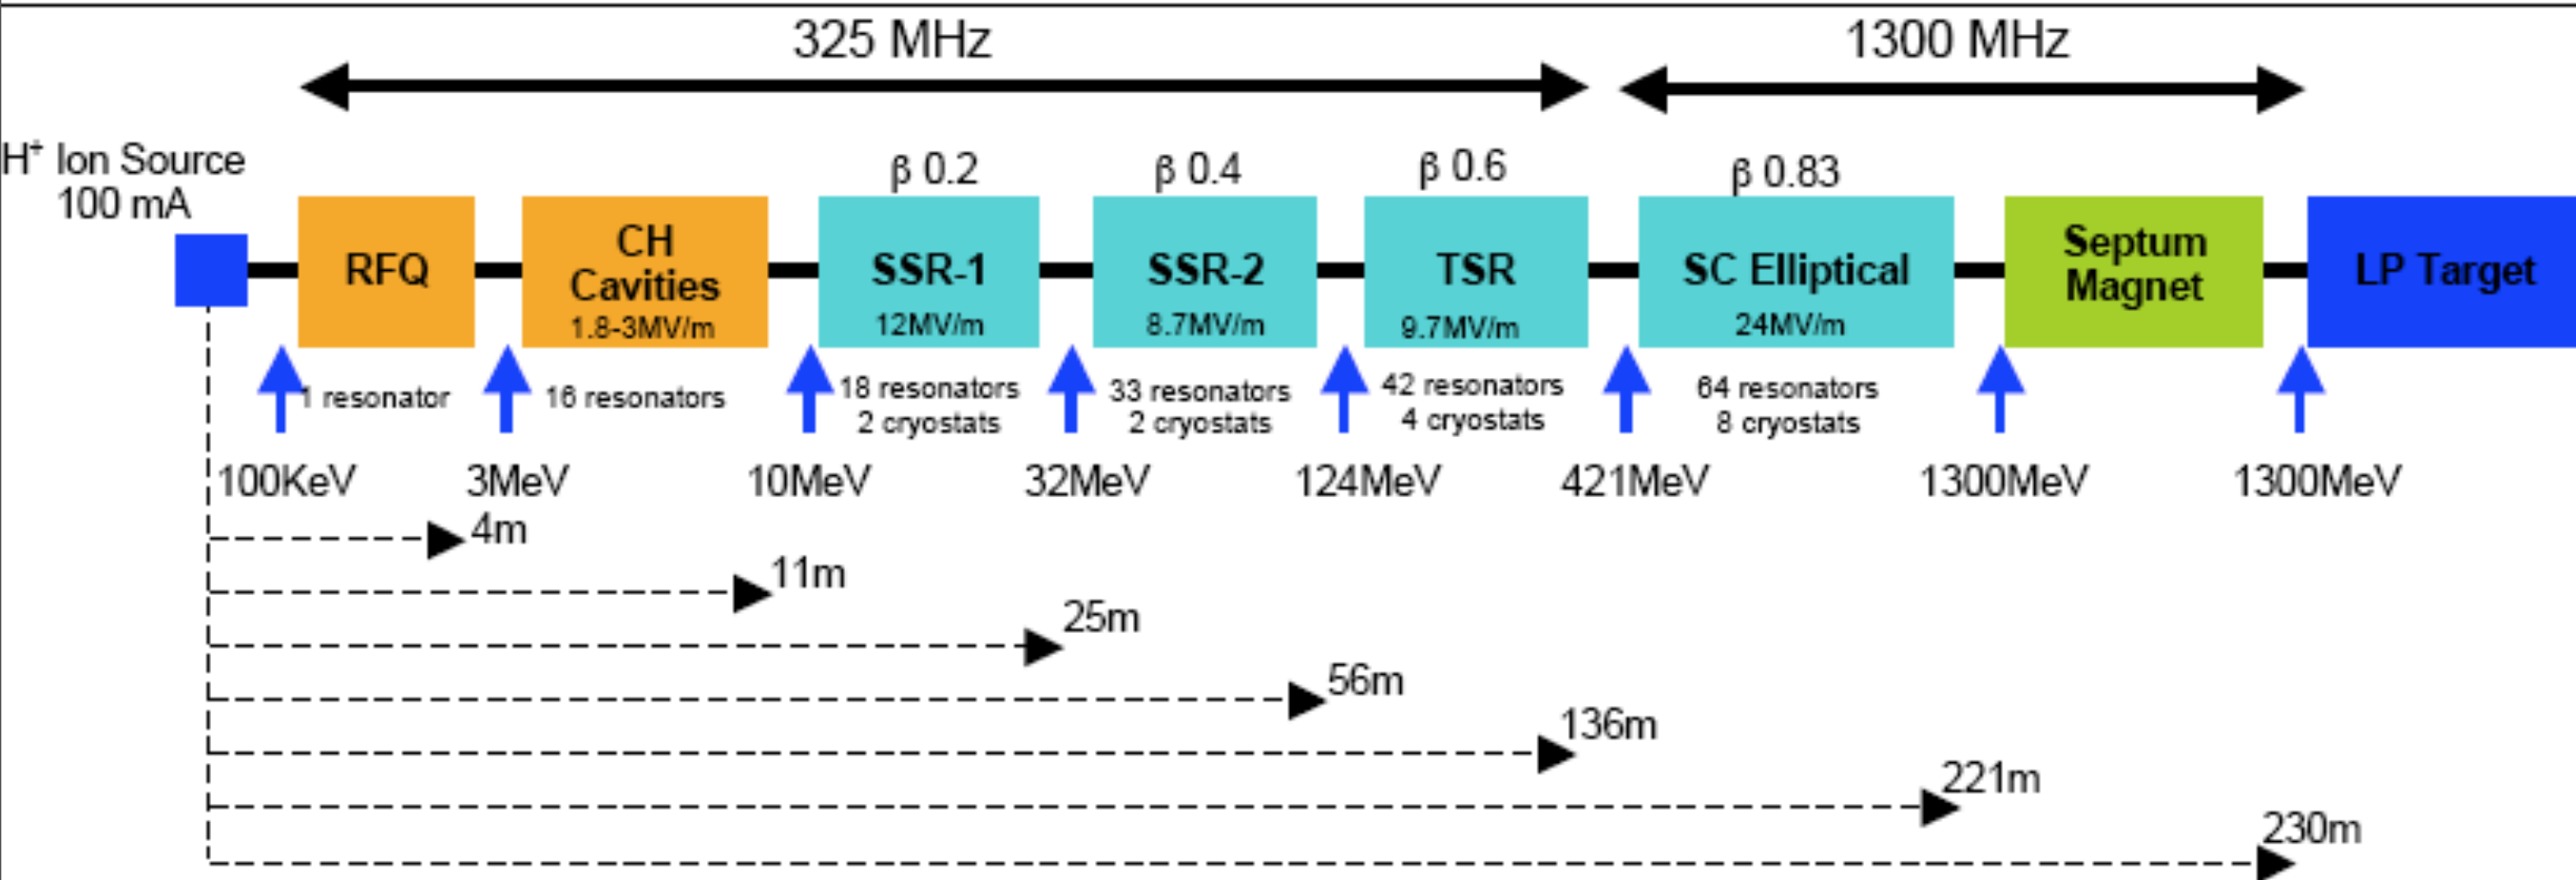 325 MHz
1300 MHz
H⁺ Ion Source
100 mA
β 0.2
β 0.4
β 0.6
β 0.83
RFQ
CH
Cavities
1.8-3MV/m
SSR-1
12MV/m
SSR-2
8.7MV/m
TSR
9.7MV/m
SC Elliptical
24MV/m
Septum
Magnet
LP Target
1 resonator
16 resonators
18 resonators
2 cryostats
33 resonators
2 cryostats
42 resonators
4 cryostats
64 resonators
8 cryostats
100KeV
3MeV
10MeV
32MeV
124MeV
421MeV
1300MeV
1300MeV
4m
11m
25m
56m
136m
221m
230m